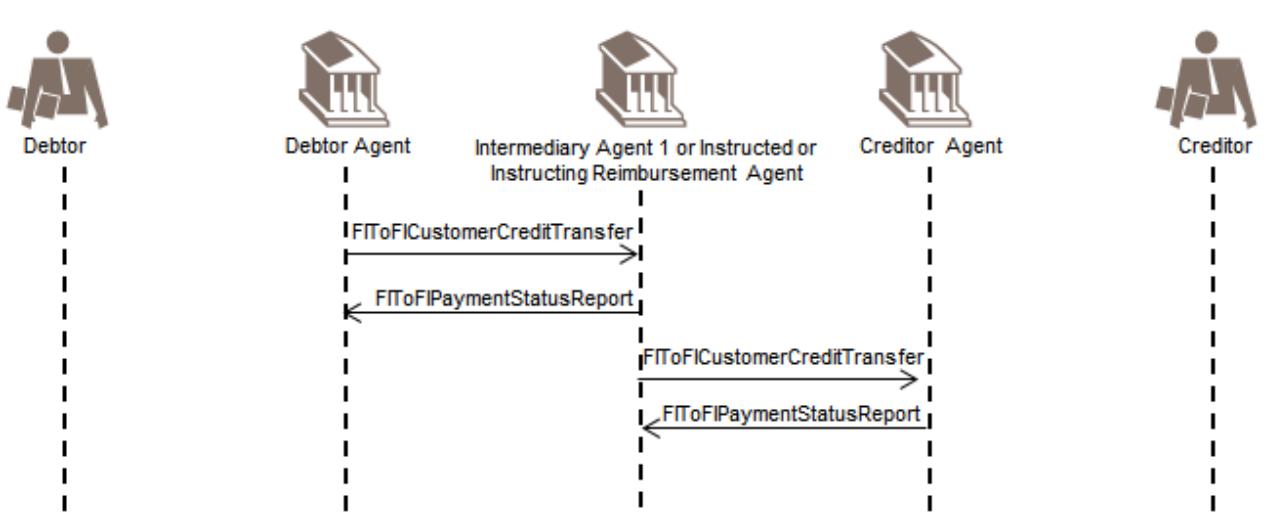 Debtor
Debtor Agent
Intermediary Agent 1 or Instructed or
Instructing Reimbursement Agent
Creditor Agent
Creditor
FIToFICustomerCreditTransfer
FIToFIPaymentStatusReport
FIToFICustomerCreditTransfer
FIToFIPaymentStatusReport